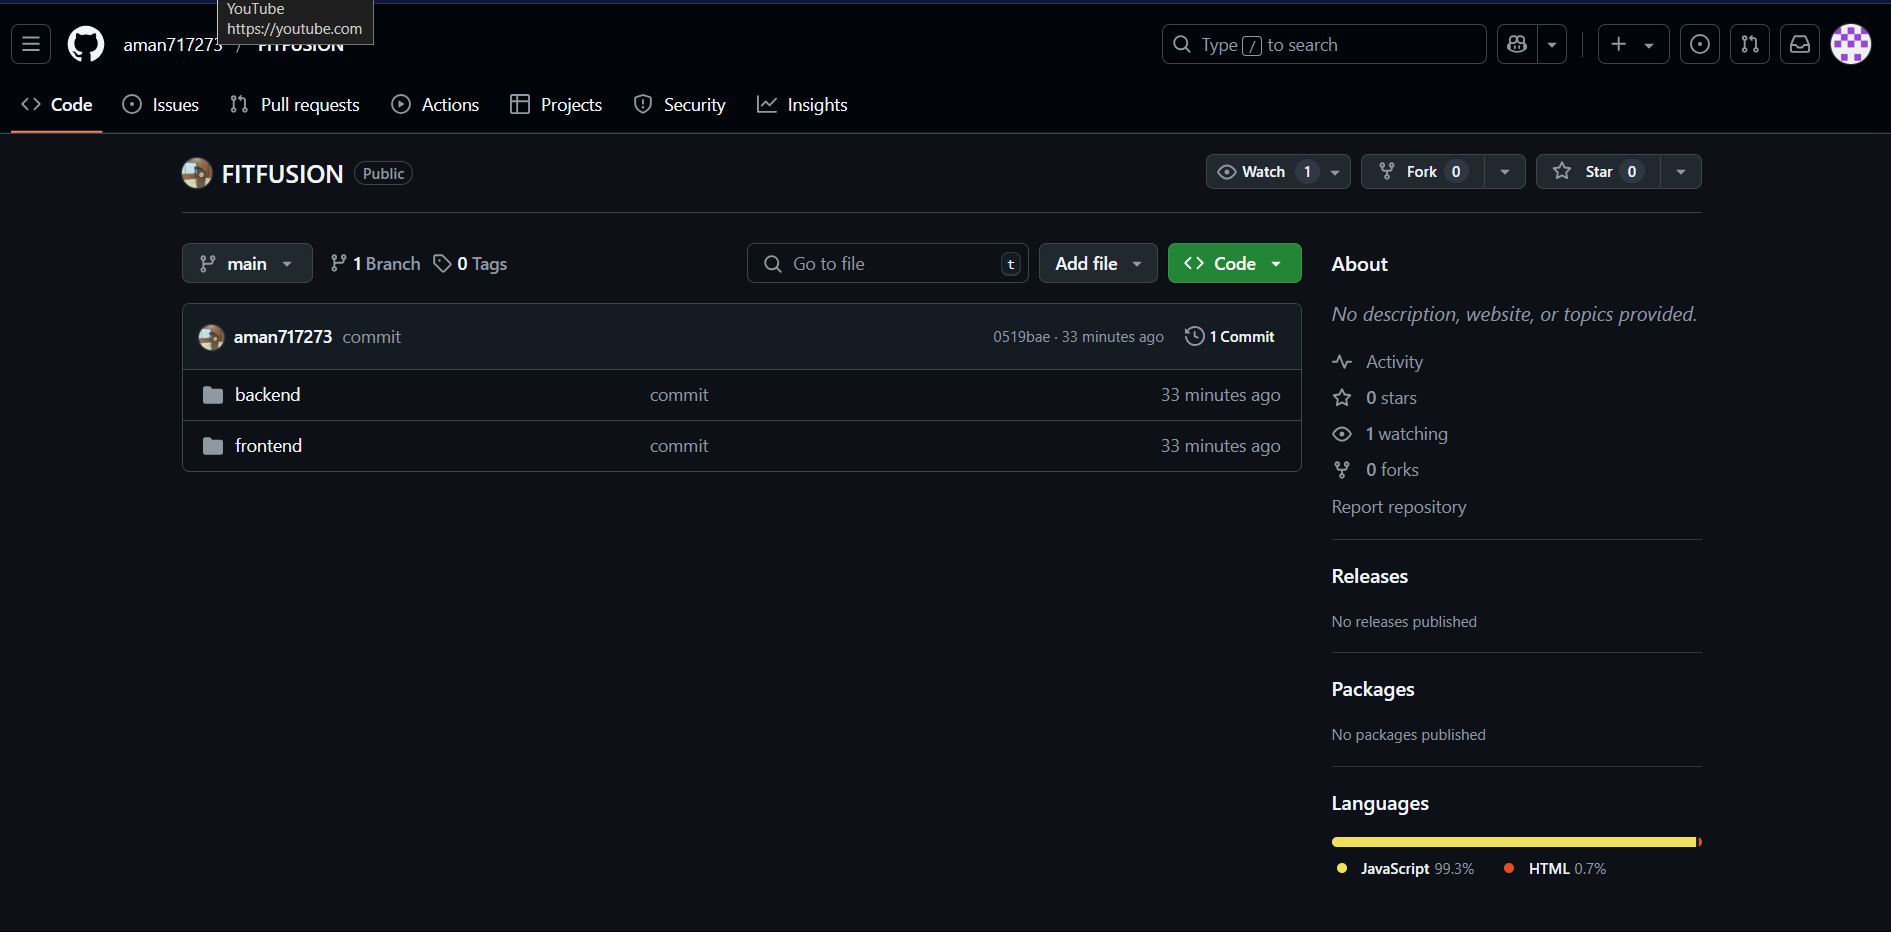 YouTube
https://youtube.com
aman717273 / FITFUSION
Type / to search
Code
Issues
Pull requests
Actions
Projects
Security
Insights
FITFUSION
Public
Watch 1
Fork 0
Star 0
main
1 Branch
0 Tags
Go to file
t
Add file
Code
aman717273 commit
0519bae · 33 minutes ago
1 Commit
backend commit 33 minutes ago
frontend commit 33 minutes ago
About
No description, website, or topics provided.
Activity
0 stars
1 watching
0 forks
Report repository
Releases
No releases published
Packages
No packages published
Languages
JavaScript 99.3% HTML 0.7%